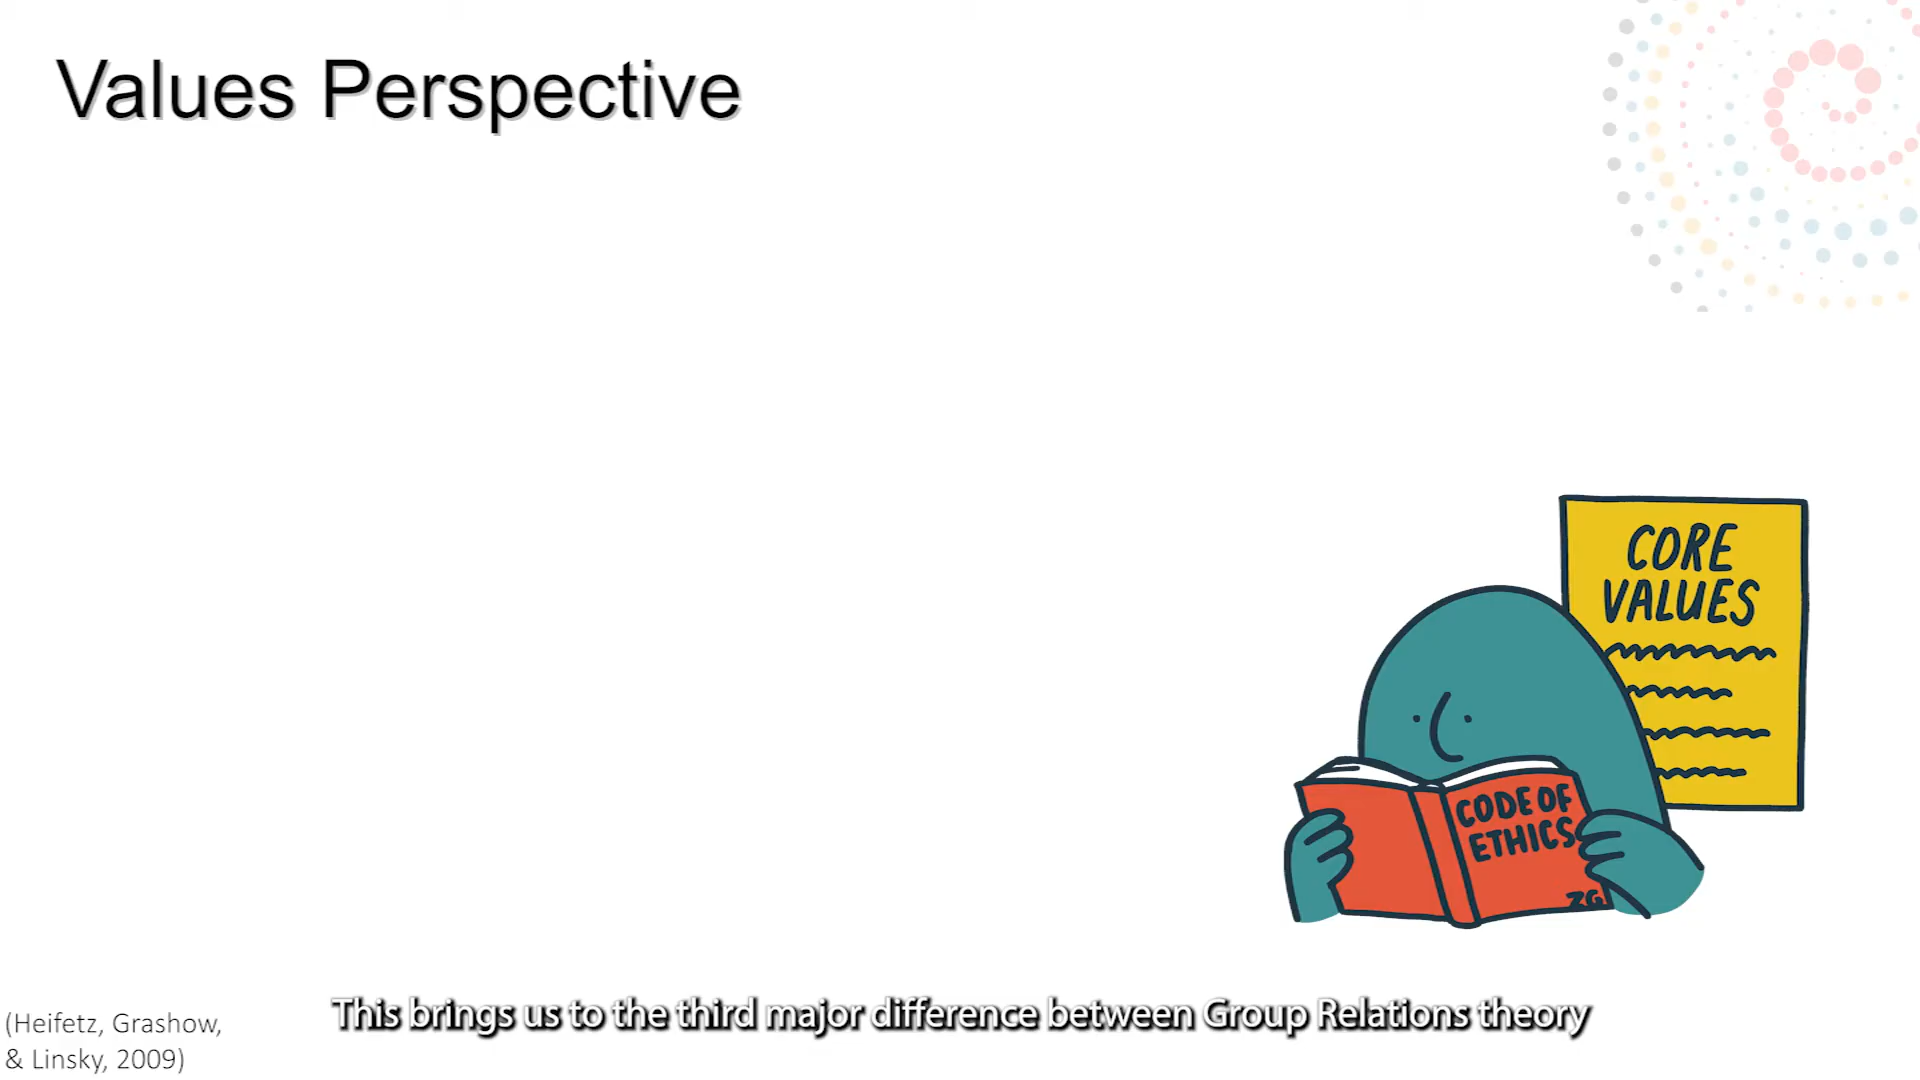 Values Perspective
CORE
VALUES
CODE OF
ETHICS
ZG
(Heifetz, Grashow,
& Linsky, 2009)
This brings us to the third major difference between Group Relations theory